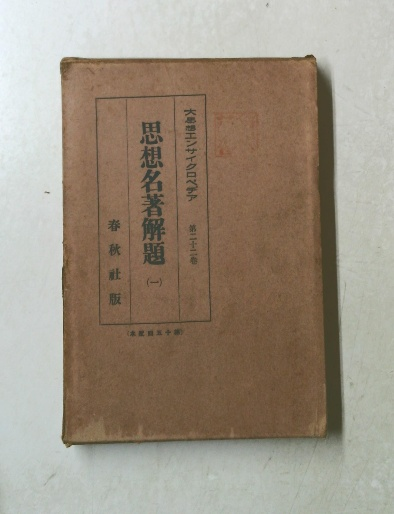 大思想エンサイクロペヂア 第二十二卷
思想名著解題 (一)
春秋社版